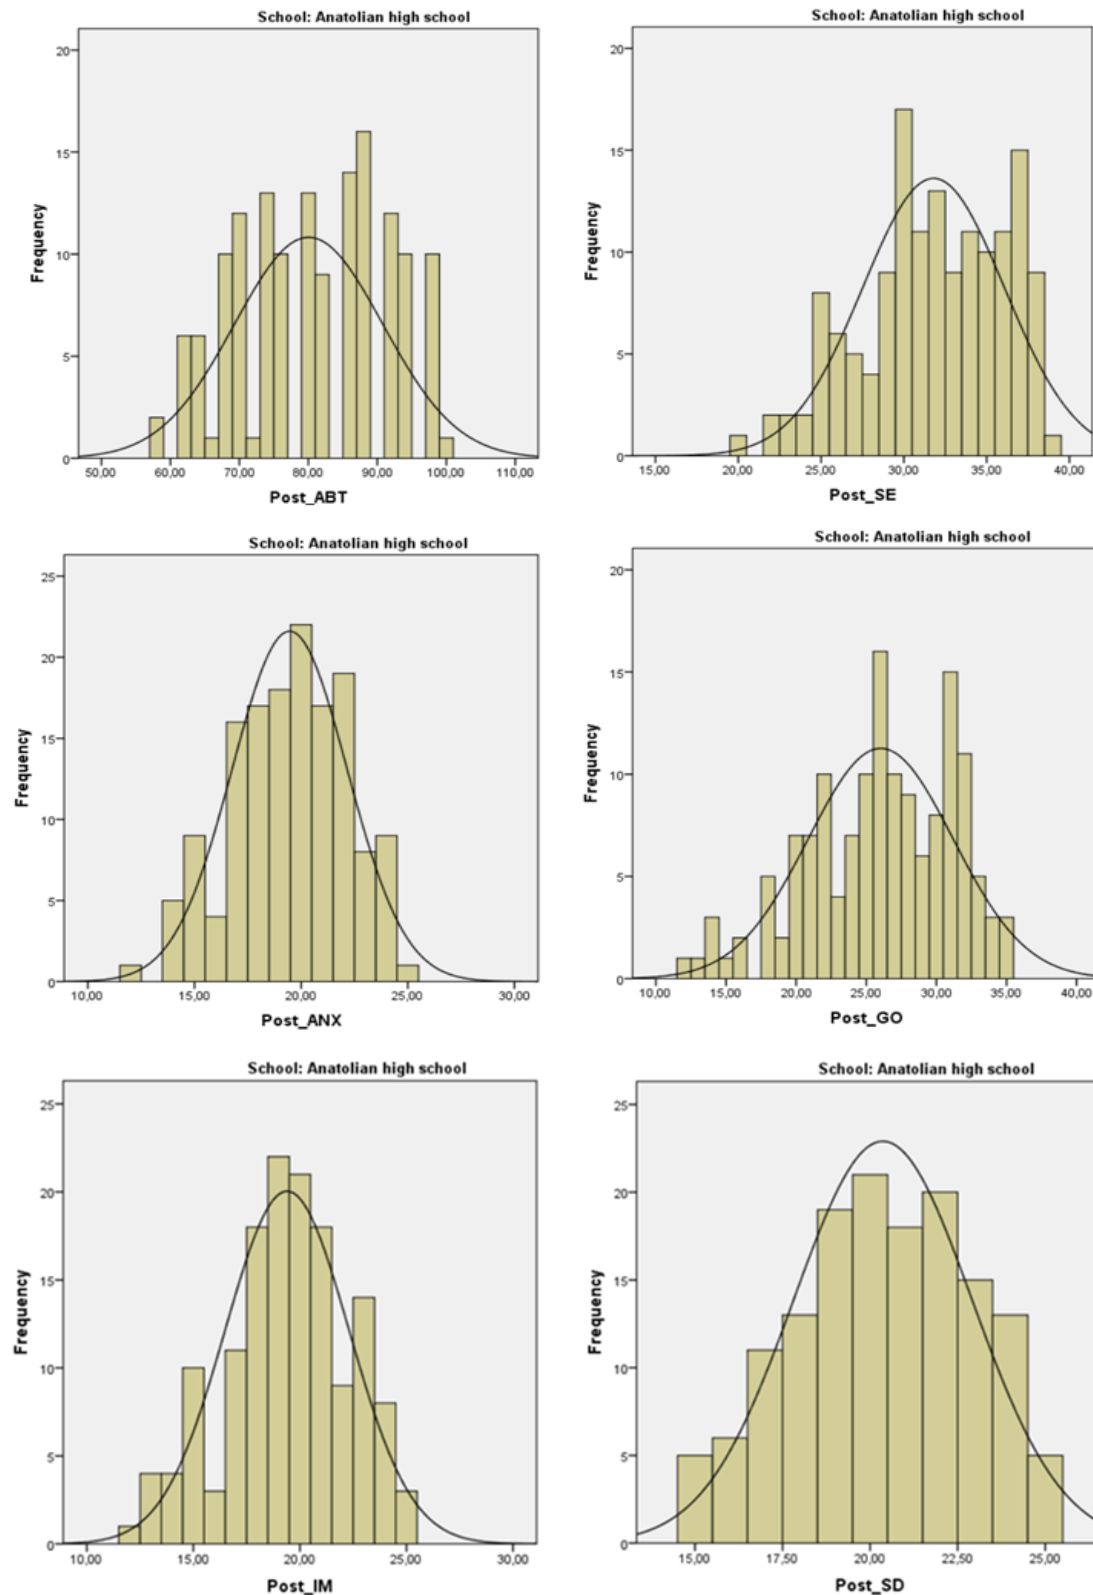 School: Anatolian high school
20
15
10
5
0
Frequency
50,00 60,00 70,00 80,00 90,00 100,00 110,00
Post_ABT
School: Anatolian high school
20
15
10
5
0
Frequency
15,00 20,00 25,00 30,00 35,00 40,00
Post_SE
School: Anatolian high school
25
20
15
10
5
0
Frequency
10,00 15,00 20,00 25,00 30,00
Post_ANX
School: Anatolian high school
20
15
10
5
0
Frequency
10,00 15,00 20,00 25,00 30,00 35,00 40,00
Post_GO
School: Anatolian high school
25
20
15
10
5
0
Frequency
10,00 15,00 20,00 25,00 30,00
Post_IM
School: Anatolian high school
25
20
15
10
5
0
Frequency
15,00 17,50 20,00 22,50 25,00
Post_SD